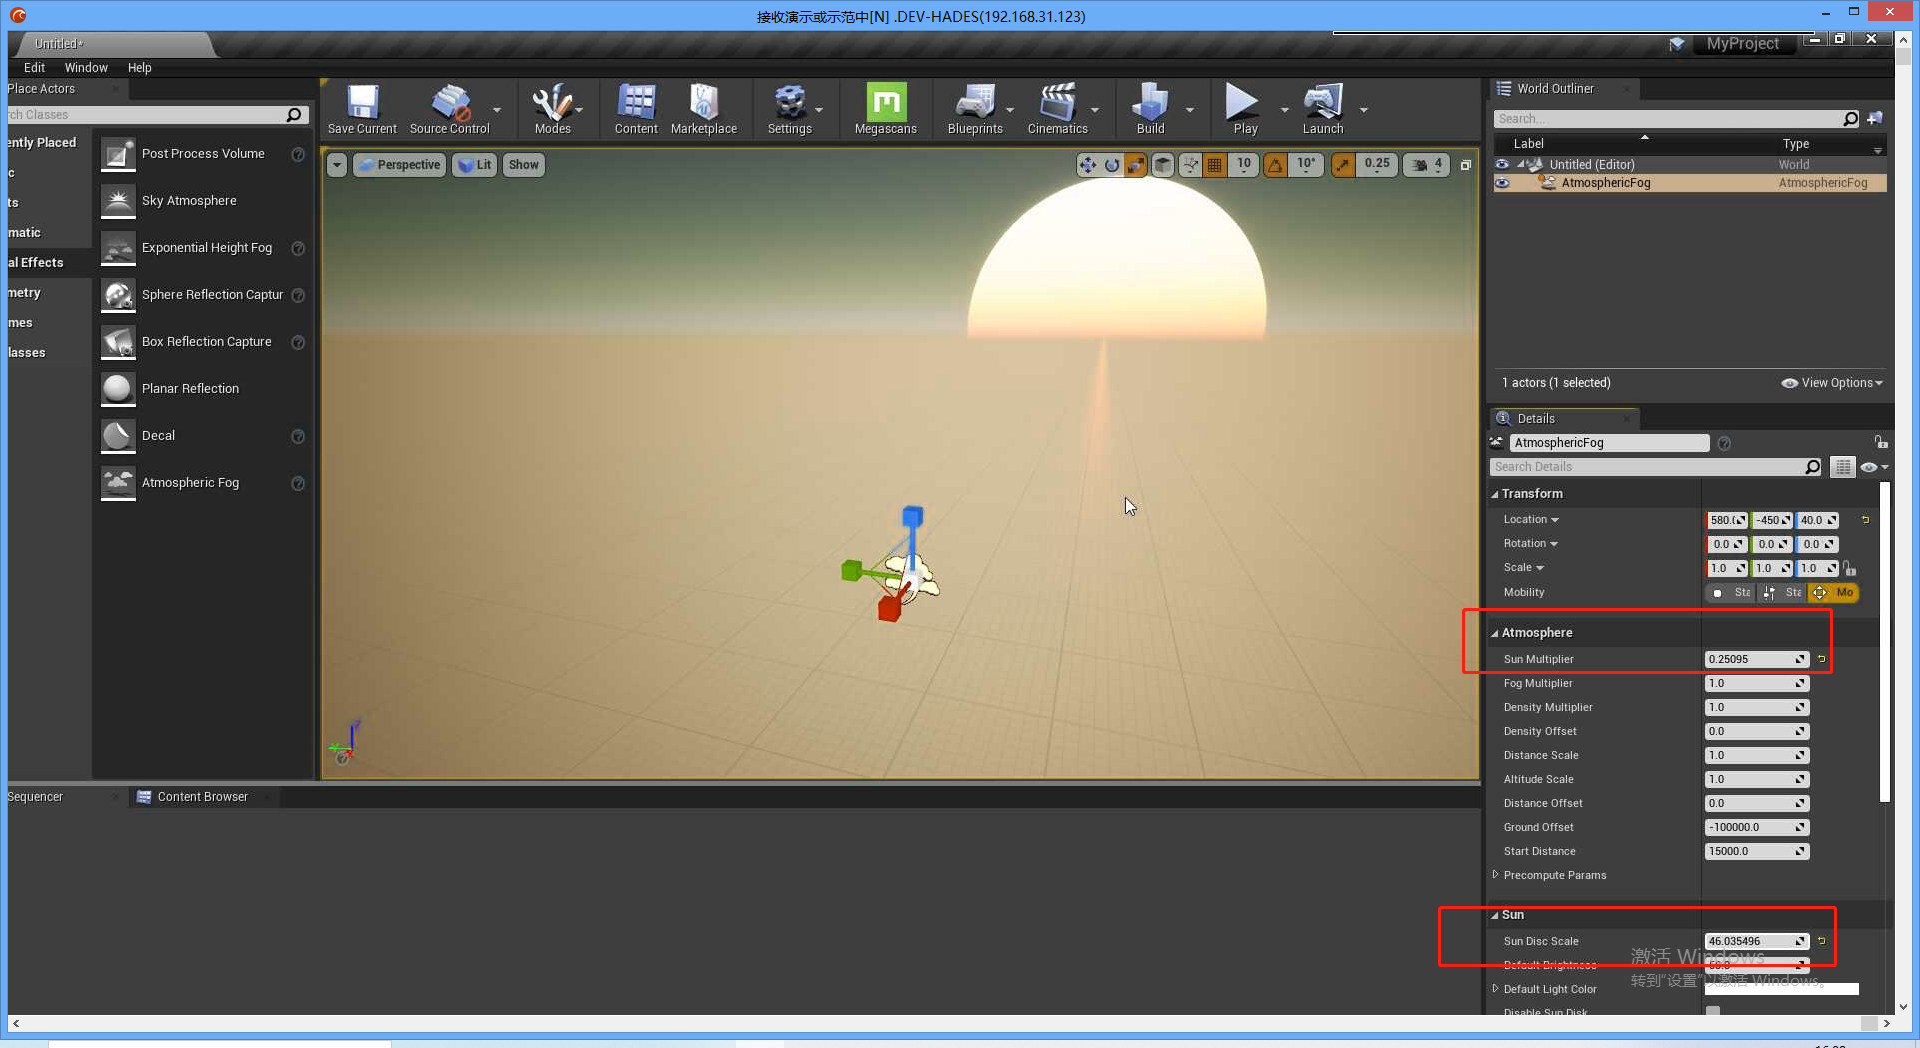 接收演示或示范中[N] .DEV-HADES(192.168.31.123)
Untitled*
MyProject
Edit Window Help
Place Actors
rch Classes
ently Placed
c
ts
matic
al Effects
metry
mes
lasses
Post Process Volume
Sky Atmosphere
Exponential Height Fog
Sphere Reflection Captur
Box Reflection Capture
Planar Reflection
Decal
Atmospheric Fog
Save Current
Source Control
Modes
Content
Marketplace
Settings
Megascans
Blueprints
Cinematics
Build
Play
Launch
Perspective
Lit
Show
10
10°
0.25
4
World Outliner
Search...
Label Type
Untitled (Editor) World
AtmosphericFog AtmosphericFog
1 actors (1 selected)
View Options
Details
AtmosphericFog
Search Details
Transform
Location 580.( -450 40.0
Rotation 0.0 0.0 0.0
Scale 1.0 1.0 1.0
Mobility Sta Sta Mo
Atmosphere
Sun Multiplier 0.25095
Fog Multiplier 1.0
Density Multiplier 1.0
Density Offset 0.0
Distance Scale 1.0
Altitude Scale 1.0
Distance Offset 0.0
Ground Offset -100000.0
Start Distance 15000.0
Precompute Params
Sun
Sun Disc Scale 46.035496
Default Brightness
Default Light Color
Disable Sun Disk
激活 Windows
转到"设置"以激活 Windows。
Sequencer
Content Browser